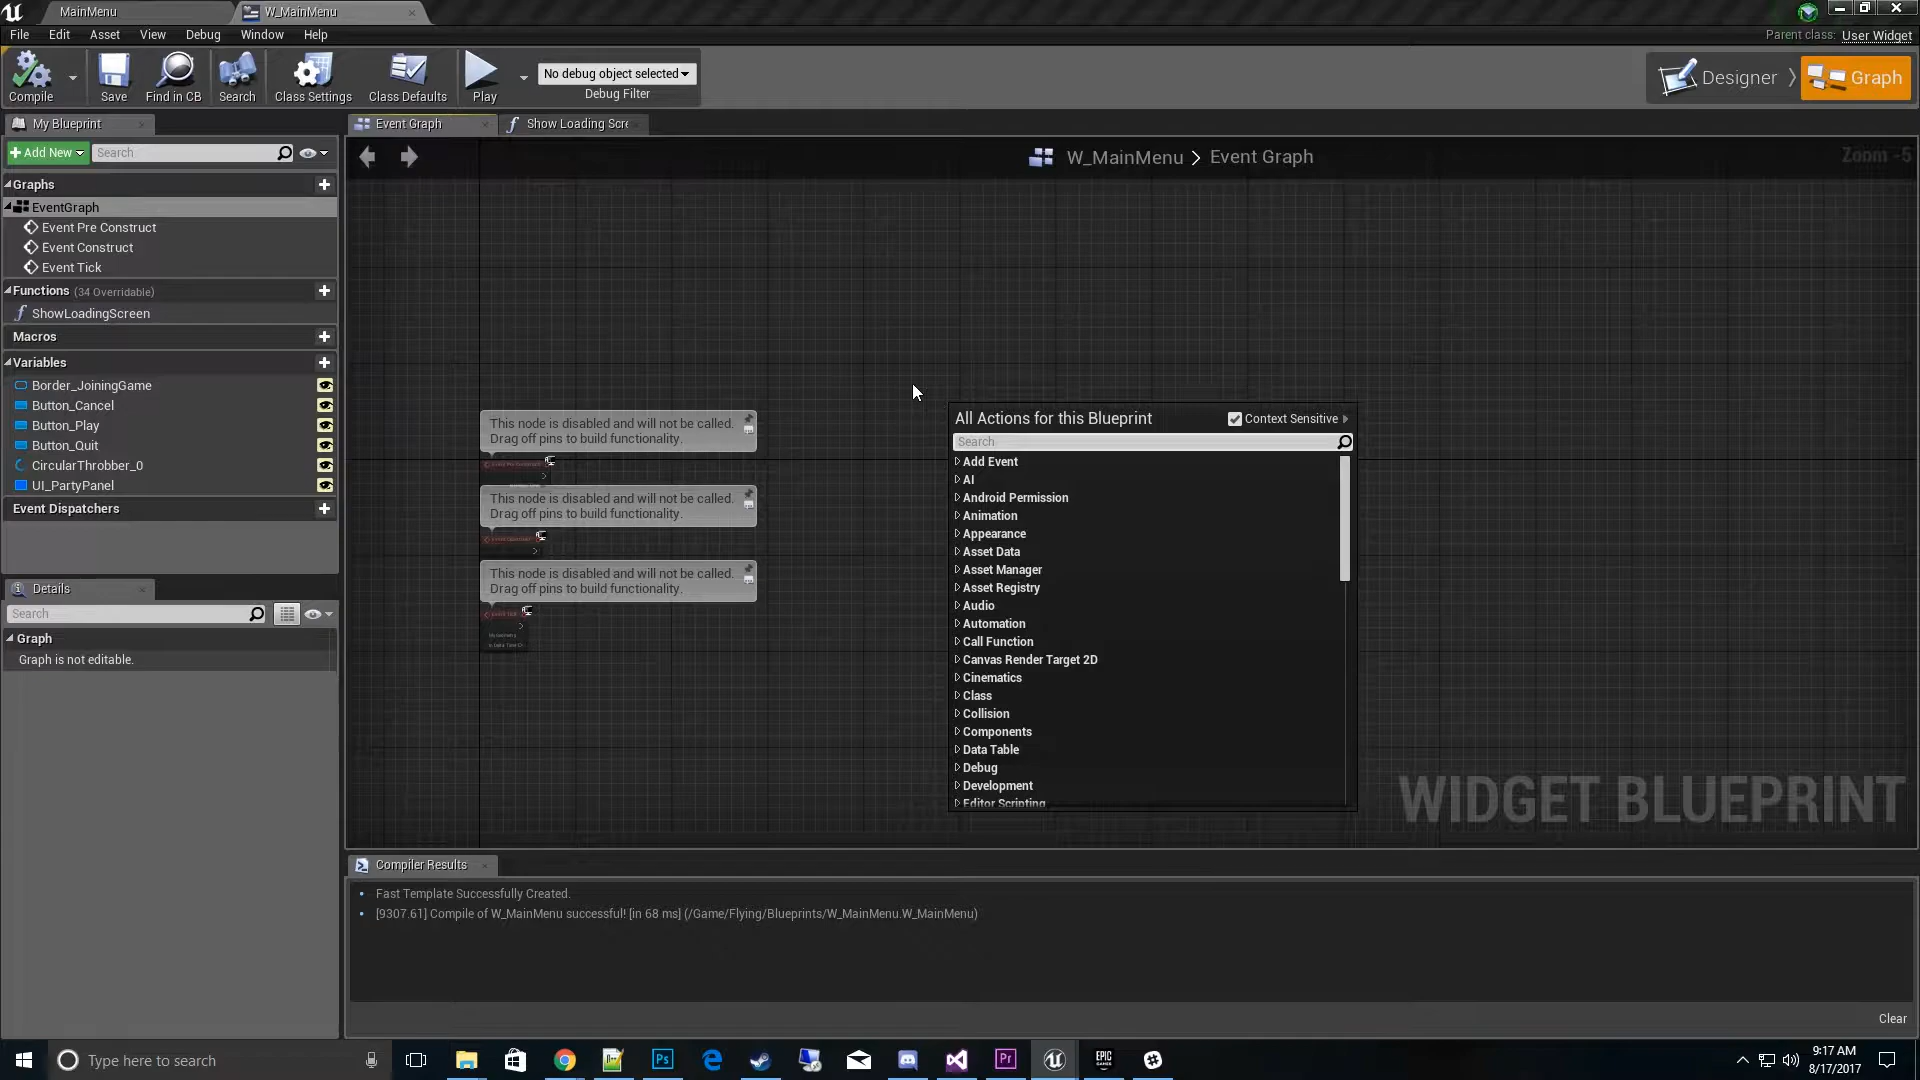 MainMenu
W_MainMenu
File Edit Asset View Debug Window Help
Parent class: User Widget
Compile
Save
Find in CB
Search
Class Settings
Class Defaults
Play
No debug object selected
Debug Filter
Designer
Graph
My Blueprint
Add New
Search
Graphs
EventGraph
Event Pre Construct
Event Construct
Event Tick
Functions (34 Overridable)
ShowLoadingScreen
Macros
Variables
Border_JoiningGame
Button_Cancel
Button_Play
Button_Quit
CircularThrobber_0
UI_PartyPanel
Event Dispatchers
Details
Search
Graph
Graph is not editable.
Event Graph
Show Loading Scre
W_MainMenu > Event Graph
Zoom -5
This node is disabled and will not be called.
Drag off pins to build functionality.
This node is disabled and will not be called.
Drag off pins to build functionality.
This node is disabled and will not be called.
Drag off pins to build functionality.
All Actions for this Blueprint
Context Sensitive
Search
Add Event
AI
Android Permission
Animation
Appearance
Asset Data
Asset Manager
Asset Registry
Audio
Automation
Call Function
Canvas Render Target 2D
Cinematics
Class
Collision
Components
Data Table
Debug
Development
Editor Scripting
WIDGET BLUEPRINT
Compiler Results
Fast Template Successfully Created.
[9307.61] Compile of W_MainMenu successful! [in 68 ms] (/Game/Flying/Blueprints/W_MainMenu.W_MainMenu)
Clear
Type here to search
Ps
Pr
EPIC
GAMES
9:17 AM
8/17/2017